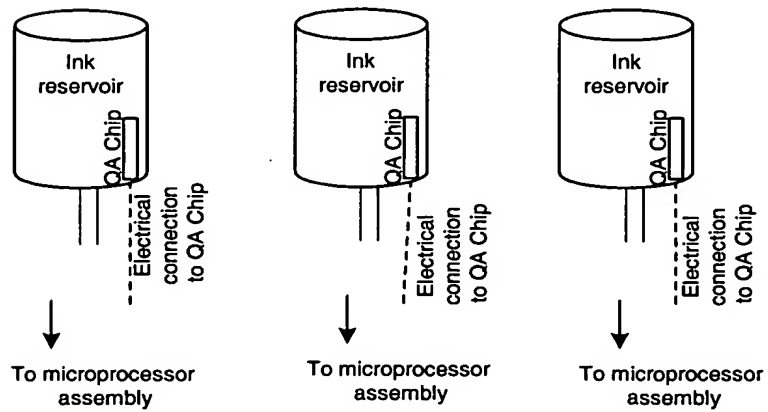 Ink
reservoir
QA Chip
Electrical
connection
to QA Chip
To microprocessor
assembly
Ink
reservoir
QA Chip
Electrical
connection
to QA Chip
To microprocessor
assembly
Ink
reservoir
QA Chip
Electrical
connection
to QA Chip
To microprocessor
assembly